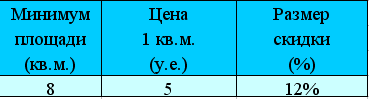 Минимум Цена Размер
площади 1 кв.м. скидки
(кв.м.) (у.е.) (%)
8 5 12%